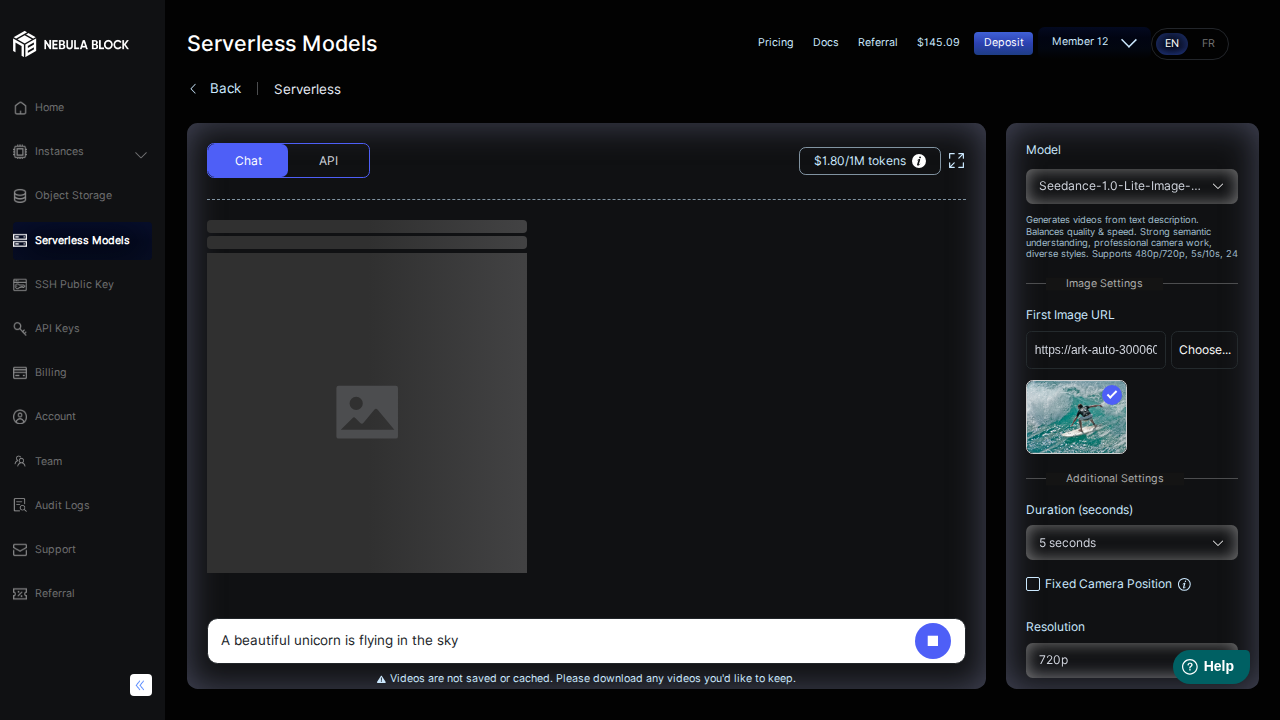 NEBULA BLOCK
Home
Instances
Object Storage
Serverless Models
SSH Public Key
API Keys
Billing
Account
Team
Audit Logs
Support
Referral
Serverless Models
Pricing
Docs
Referral
$145.09
Deposit
Member 12
EN
FR
Back
Serverless
Chat
API
$1.80/1M tokens
A beautiful unicorn is flying in the sky
Videos are not saved or cached. Please download any videos you'd like to keep.
Model
Seedance-1.0-Lite-Image-...
Generates videos from text description.
Balances quality & speed. Strong semantic
understanding, professional camera work,
diverse styles. Supports 480p/720p, 5s/10s, 24
Image Settings
First Image URL
https://ark-auto-300060
Choose...
Additional Settings
Duration (seconds)
5 seconds
Fixed Camera Position
Resolution
720p
Help